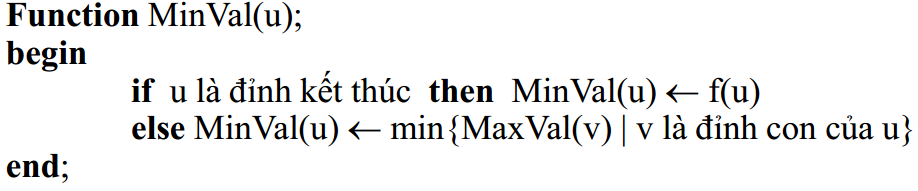 Function MinVal(u);
begin
if u là đỉnh kết thúc then MinVal(u) ← f(u)
else MinVal(u) ← min{MaxVal(v) | v là đỉnh con của u}
end;